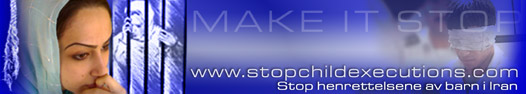 MAKE IT STOP
www.stopchildexecutions.com
Stop henrettelsene av barn i Iran